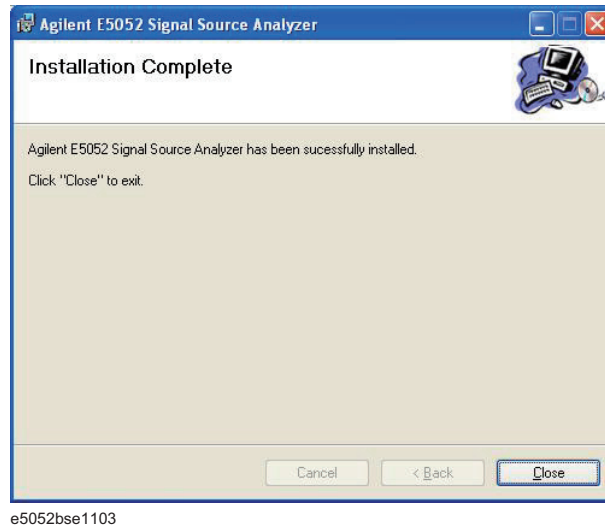 Agilent E5052 Signal Source Analyzer
Installation Complete
Agilent E5052 Signal Source Analyzer has been sucessfully installed.
Click "Close" to exit.
Cancel
< Back
Close
e5052bse1103